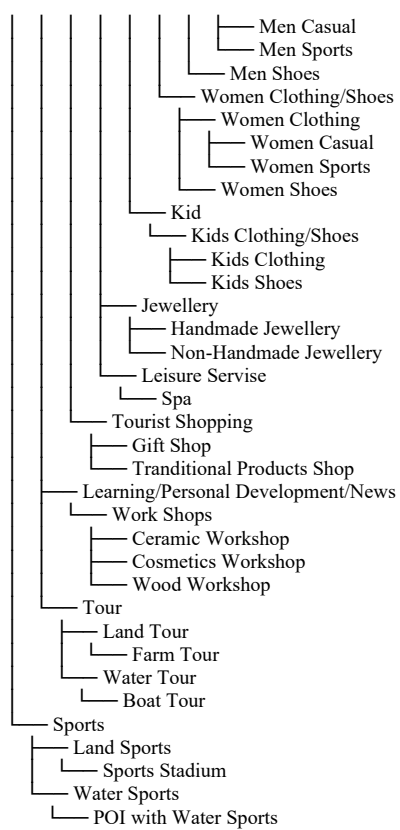 Men Casual
Men Sports
Men Shoes
Women Clothing/Shoes
Women Clothing
Women Casual
Women Sports
Women Shoes
Kid
Kids Clothing/Shoes
Kids Clothing
Kids Shoes
Jewellery
Handmade Jewellery
Non-Handmade Jewellery
Leisure Servise
Spa
Tourist Shopping
Gift Shop
Tranditional Products Shop
Learning/Personal Development/News
Work Shops
Ceramic Workshop
Cosmetics Workshop
Wood Workshop
Tour
Land Tour
Farm Tour
Water Tour
Boat Tour
Sports
Land Sports
Sports Stadium
Water Sports
POI with Water Sports